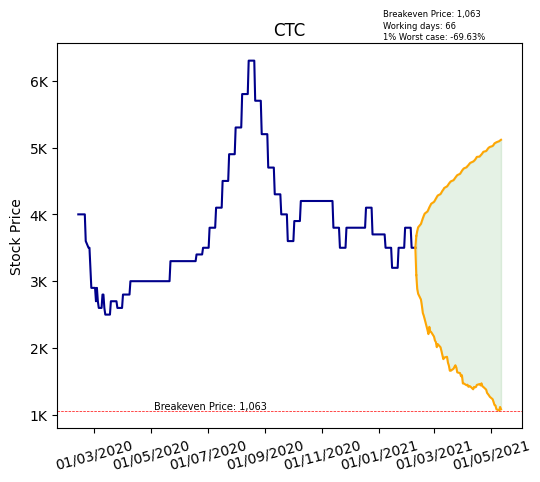 Breakeven Price: 1,063
Working days: 66
1% Worst case: -69.63%
CTC
Stock Price
6K
5K
4K
3K
2K
1K
Breakeven Price: 1,063
01/03/2020
01/05/2020
01/07/2020
01/09/2020
01/11/2020
01/01/2021
01/03/2021
01/05/2021